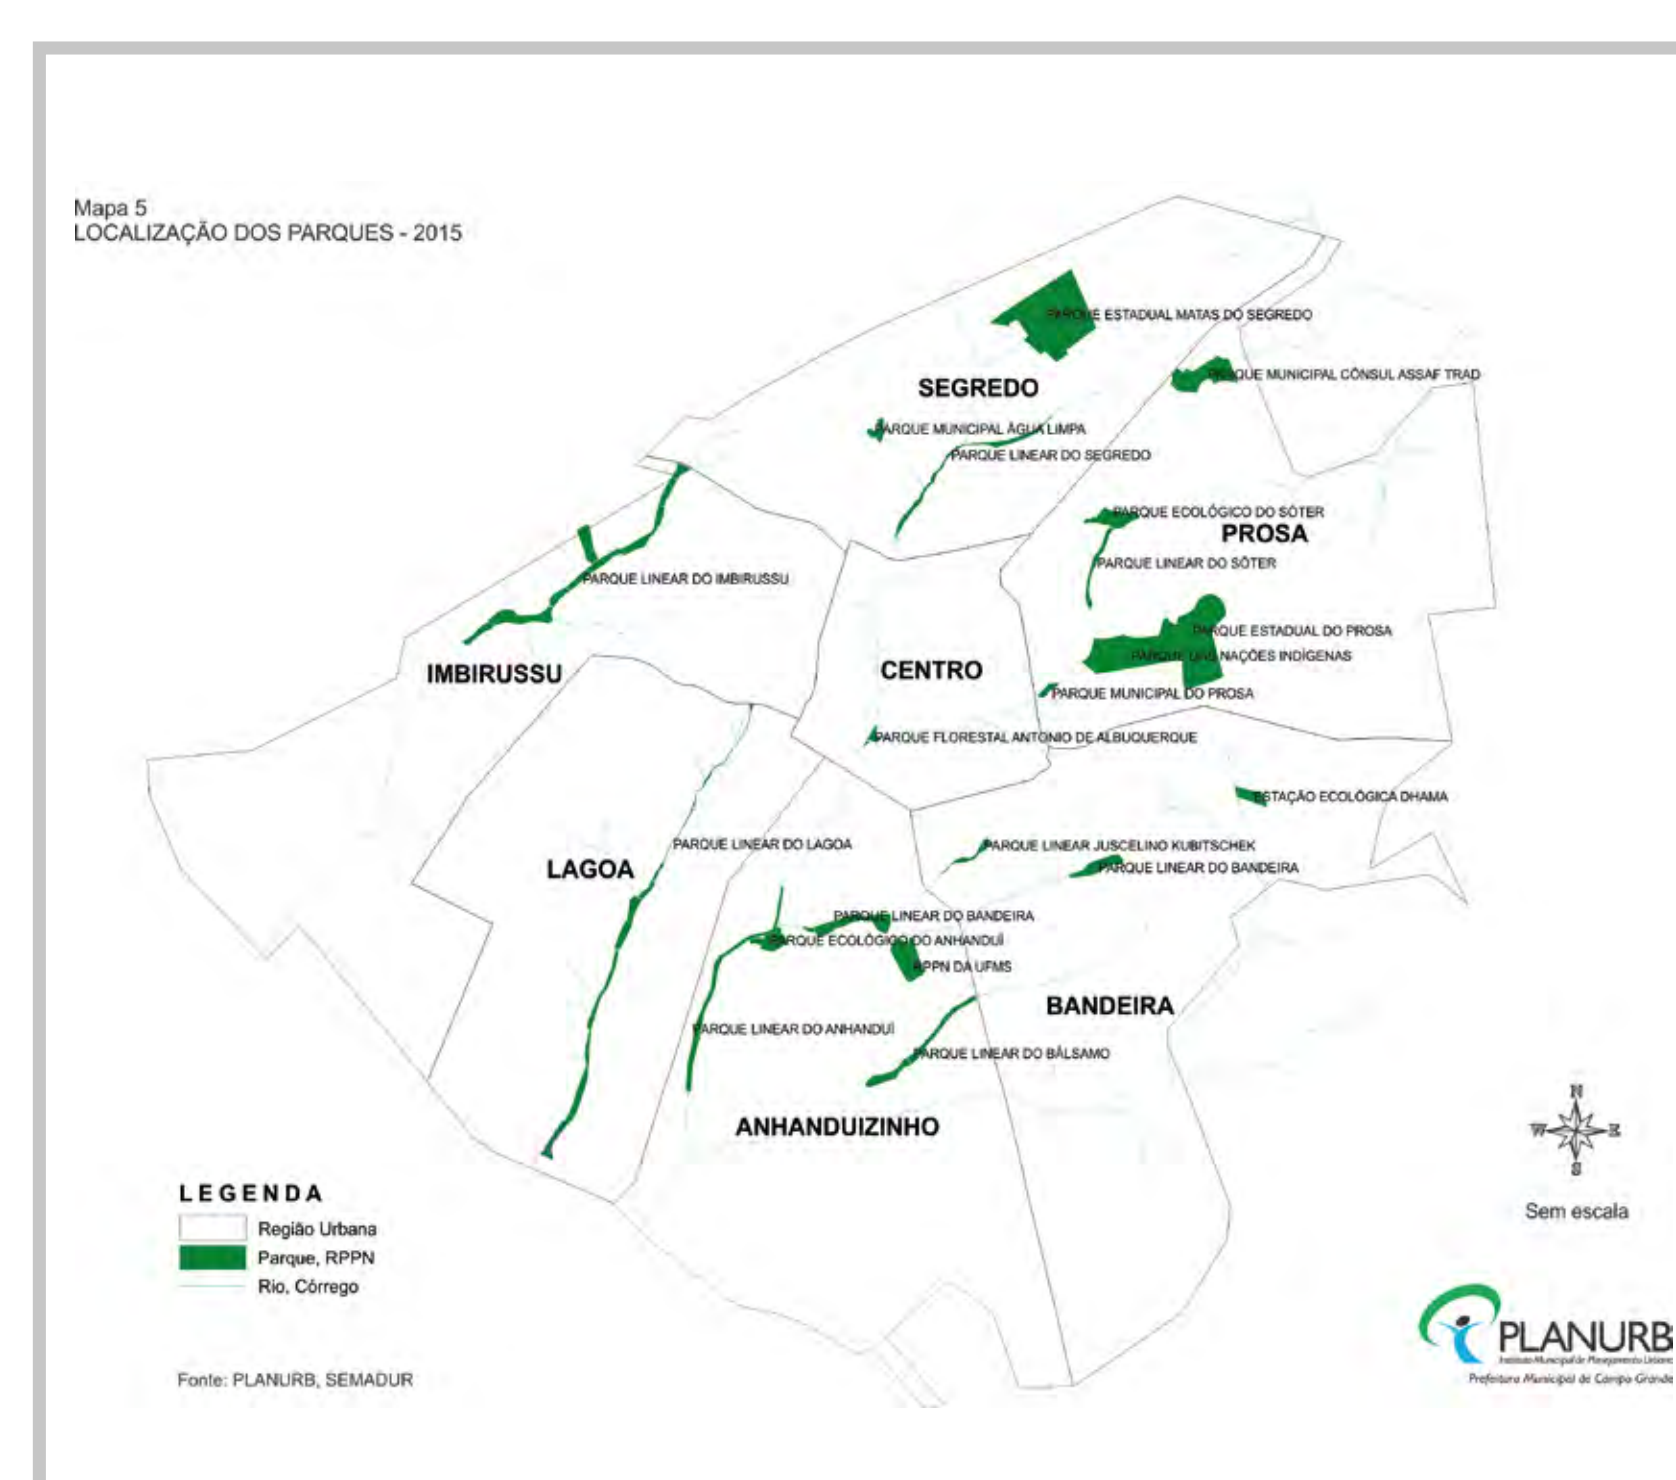 Mapa 5
LOCALIZAÇÃO DOS PARQUES - 2015
PARQUE ESTADUAL MATAS DO SEGREDO
PARQUE MUNICIPAL CÔNSUL ASSAF TRAD
SEGREDO
PARQUE MUNICIPAL ÁGUA LIMPA
PARQUE LINEAR DO SEGREDO
PARQUE ECOLÓGICO DO SÓTER
PROSA
PARQUE LINEAR DO SÓTER
PARQUE LINEAR DO IMBIRUSSU
PARQUE ESTADUAL DO PROSA
PARQUE DAS NAÇÕES INDÍGENAS
IMBIRUSSU
CENTRO
PARQUE MUNICIPAL DO PROSA
PARQUE FLORESTAL ANTONIO DE ALBUQUERQUE
ESTAÇÃO ECOLÓGICA DHAMA
PARQUE LINEAR DO LAGOA
PARQUE LINEAR JUSCELINO KUBITSCHEK
LAGOA
PARQUE LINEAR DO BANDEIRA
PARQUE LINEAR DO BANDEIRA
PARQUE ECOLÓGICO DO ANHANDUÍ
RPPN DA UFMS
BANDEIRA
PARQUE LINEAR DO ANHANDUÍ
PARQUE LINEAR DO BÁLSAMO
ANHANDUIZINHO
N
W E
S
Sem escala
LEGENDA
Região Urbana
Parque, RPPN
Rio, Córrego
Fonte: PLANURB, SEMADUR
PLANURB
Instituto Municipal de Planejamento Urbano
Prefeitura Municipal de Campo Grande